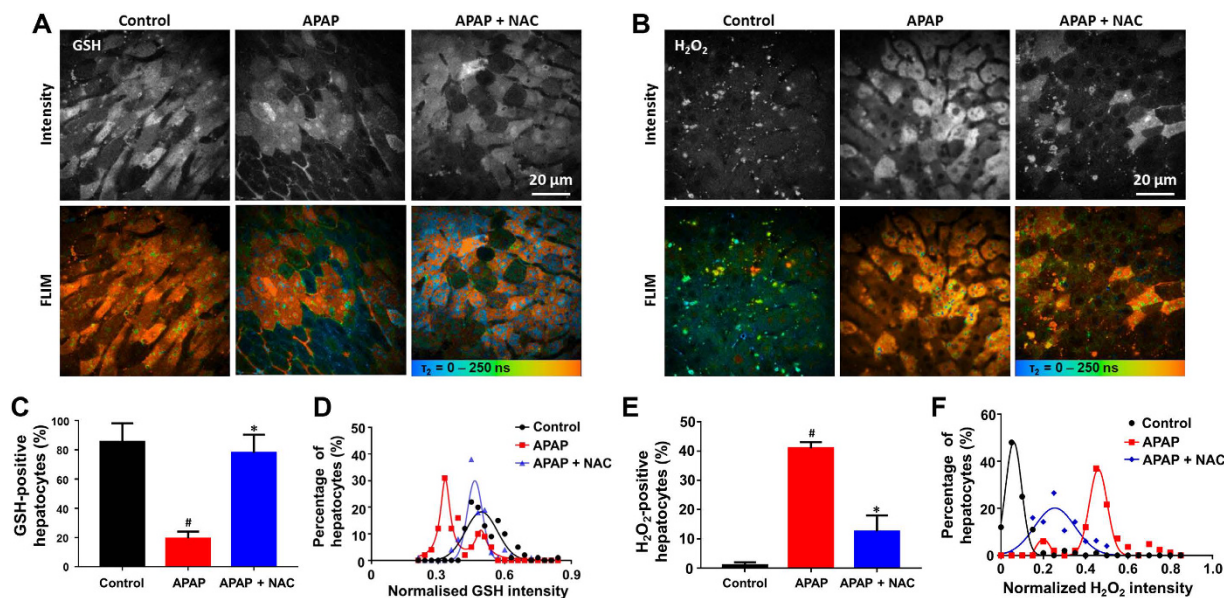 A
Control
APAP
APAP + NAC
Intensity
GSH
20 µm
FLIM
τ₂ = 0 – 250 ns
B
Control
APAP
APAP + NAC
Intensity
H₂O₂
20 µm
FLIM
τ₂ = 0 – 250 ns
C
GSH-positive
hepatocytes (%)
100
80
60
40
20
0
#
*
Control
APAP
APAP + NAC
D
Percentage of
hepatocytes (%)
50
40
30
20
10
0
Control
APAP
APAP + NAC
0 0.3 0.6 0.9
Normalised GSH intensity
E
H₂O₂-positive
hepatocytes (%)
50
40
30
20
10
0
#
*
Control
APAP
APAP + NAC
F
Percentage of
hepatocytes (%)
60
40
20
0
Control
APAP
APAP + NAC
0 0.2 0.4 0.6 0.8 1.0
Normalized H₂O₂ intensity